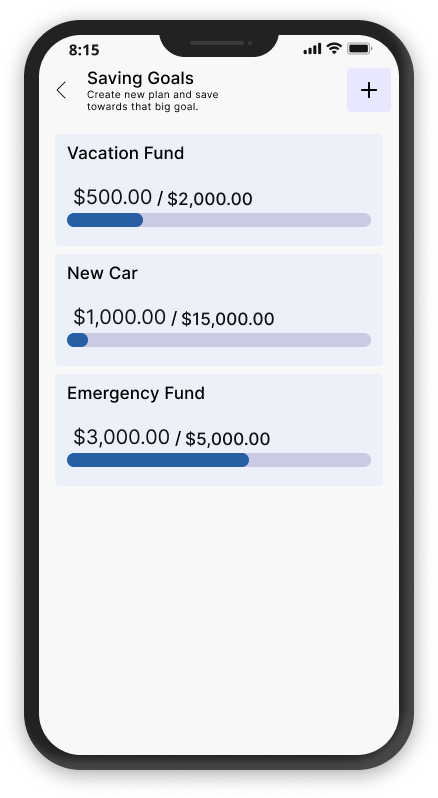 8:15
Saving Goals
Create new plan and save
towards that big goal.
Vacation Fund
$500.00 / $2,000.00
New Car
$1,000.00 / $15,000.00
Emergency Fund
$3,000.00 / $5,000.00